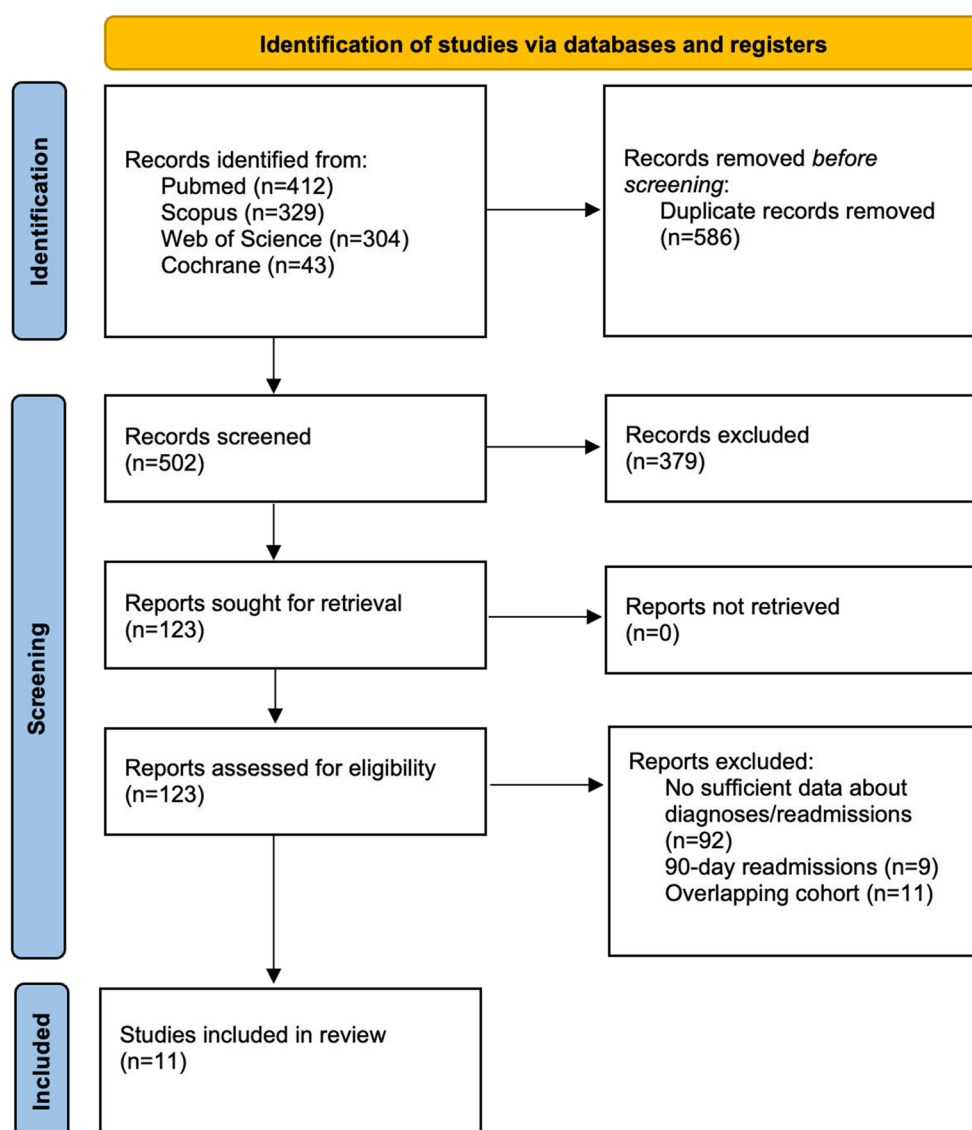 Identification of studies via databases and registers
Identification
Records identified from:
Pubmed (n=412)
Scopus (n=329)
Web of Science (n=304)
Cochrane (n=43)
Records removed before
screening:
Duplicate records removed
(n=586)
Screening
Records screened
(n=502)
Records excluded
(n=379)
Reports sought for retrieval
(n=123)
Reports not retrieved
(n=0)
Reports assessed for eligibility
(n=123)
Reports excluded:
No sufficient data about
diagnoses/readmissions
(n=92)
90-day readmissions (n=9)
Overlapping cohort (n=11)
Included
Studies included in review
(n=11)